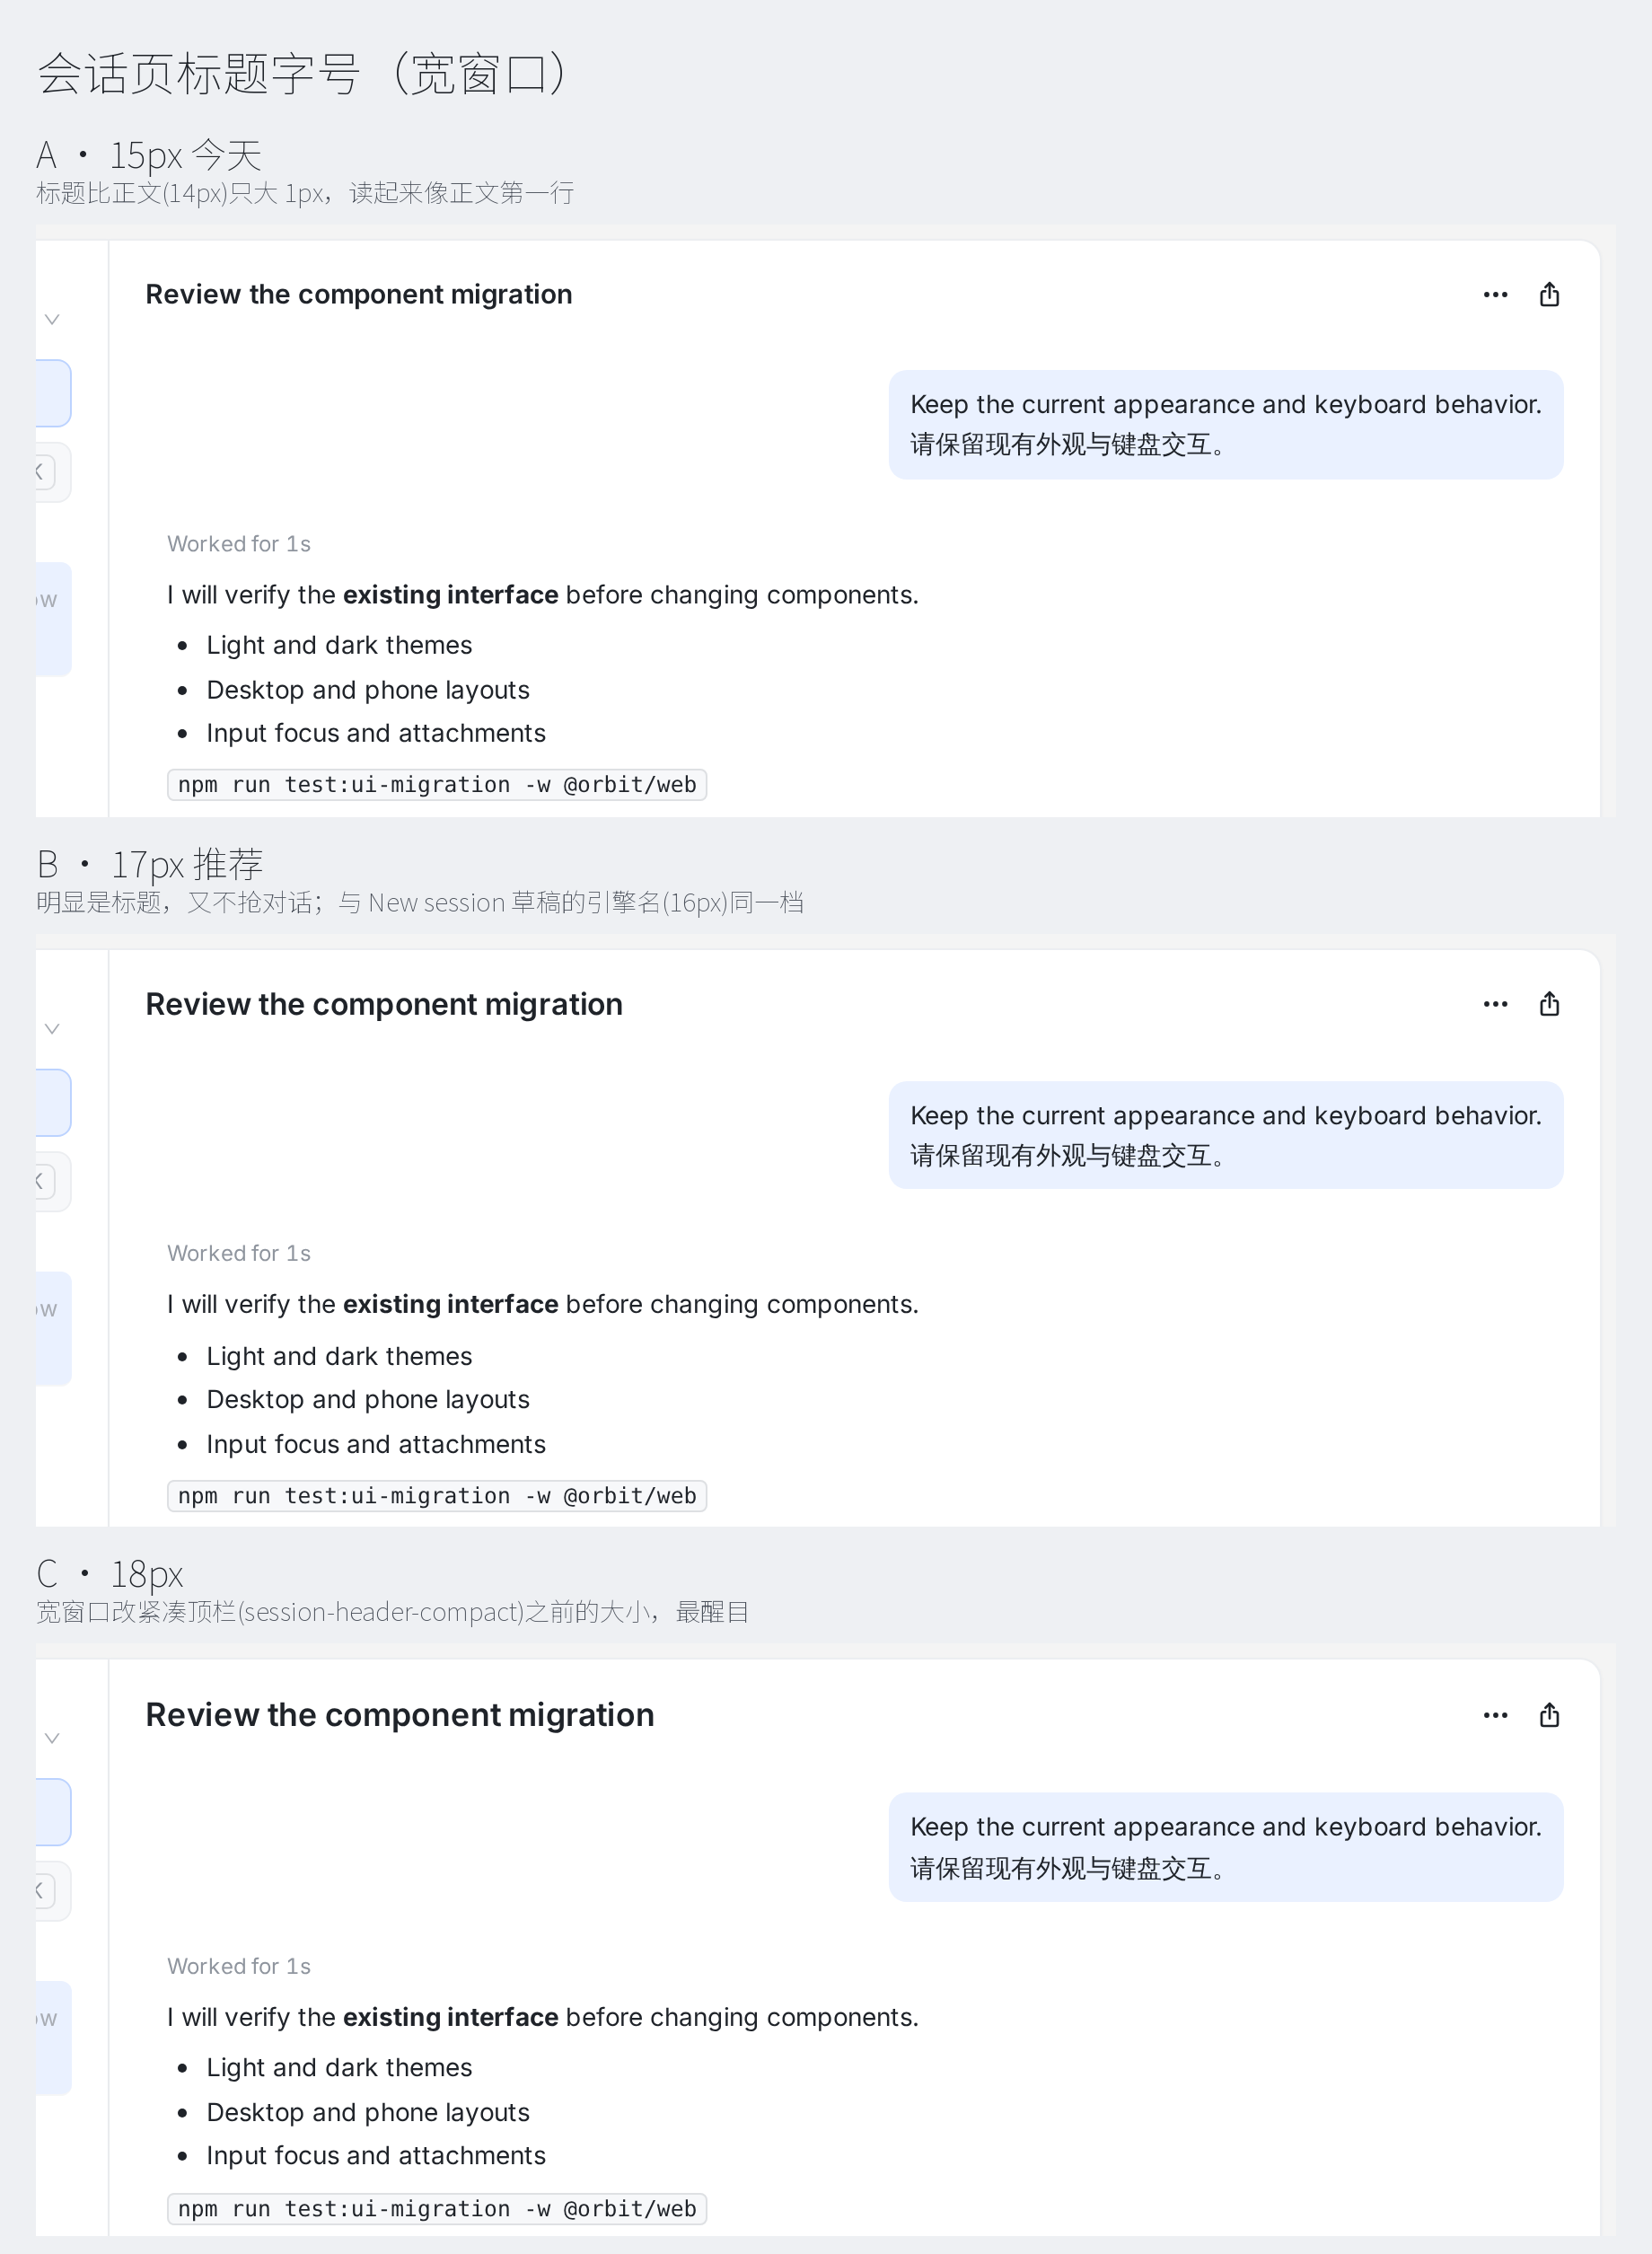 会话页标题字号（宽窗口）
A · 15px 今天
标题比正文(14px)只大 1px，读起来像正文第一行
Review the component migration
Keep the current appearance and keyboard behavior.
请保留现有外观与键盘交互。
K
Worked for 1s
I will verify the existing interface before changing components.
ow
• Light and dark themes
• Desktop and phone layouts
• Input focus and attachments
npm run test:ui-migration -w @orbit/web
B · 17px 推荐
明显是标题，又不抢对话；与 New session 草稿的引擎名(16px)同一档
Review the component migration
Keep the current appearance and keyboard behavior.
请保留现有外观与键盘交互。
K
Worked for 1s
I will verify the existing interface before changing components.
ow
• Light and dark themes
• Desktop and phone layouts
• Input focus and attachments
npm run test:ui-migration -w @orbit/web
C · 18px
宽窗口改紧凑顶栏(session-header-compact)之前的大小，最醒目
Review the component migration
Keep the current appearance and keyboard behavior.
请保留现有外观与键盘交互。
K
Worked for 1s
I will verify the existing interface before changing components.
ow
• Light and dark themes
• Desktop and phone layouts
• Input focus and attachments
npm run test:ui-migration -w @orbit/web